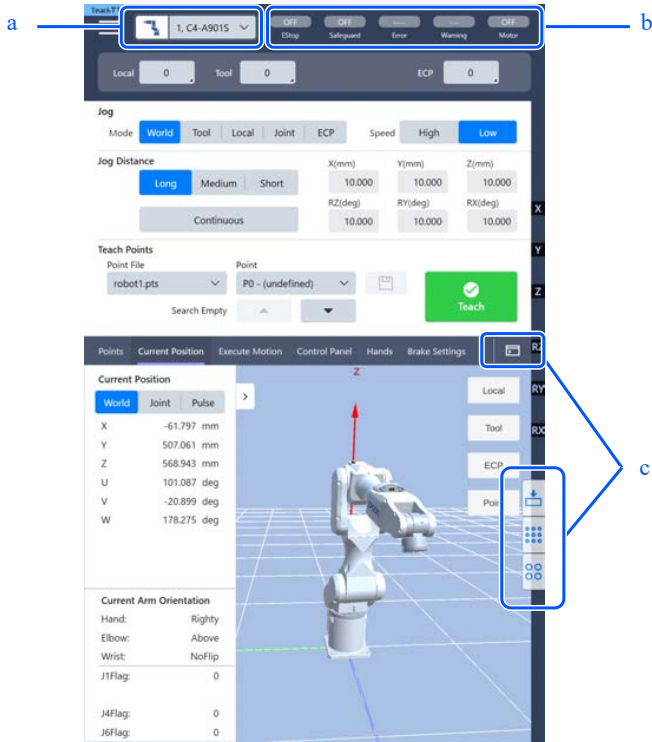 a
b
c
1, C4-A901S
OFF OFF ----- ---- OFF
EStop Safeguard Error Warning Motor
Local 0 Tool 0 ECP 0
Jog
Mode World Tool Local Joint ECP Speed High Low
Jog Distance X(mm) Y(mm) Z(mm)
Long Medium Short 10.000 10.000 10.000
RZ(deg) RY(deg) RX(deg)
Continuous 10.000 10.000 10.000
X
Y
Z
Teach Points
Point File Point
robot1.pts P0 - (undefined)
Search Empty
Teach
Points Current Position Execute Motion Control Panel Hands Brake Settings
RY
RX
Current Position
World Joint Pulse
X -61.797 mm
Y 507.061 mm
Z 568.943 mm
U 101.087 deg
V -20.899 deg
W 178.275 deg
Z
Local
Tool
ECP
Current Arm Orientation
Hand: Righty
Elbow: Above
Wrist: NoFlip
J1Flag: 0
J4Flag: 0
J6Flag: 0